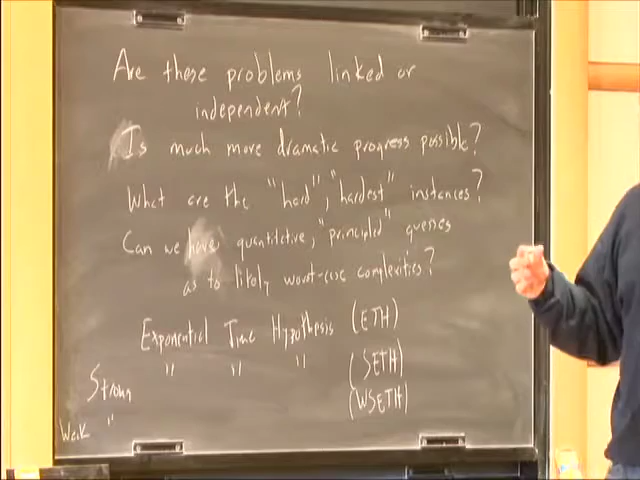 Are these problems linked or
independent?
Is much more dramatic progress possible?
What are the "hard", "hardest" instances?
Can we have quantitative, "principled" guesses
as to likely worst-case complexities?
Exponential Time Hypothesis (ETH)
Strong " " " (SETH)
Weak " (WSETH)